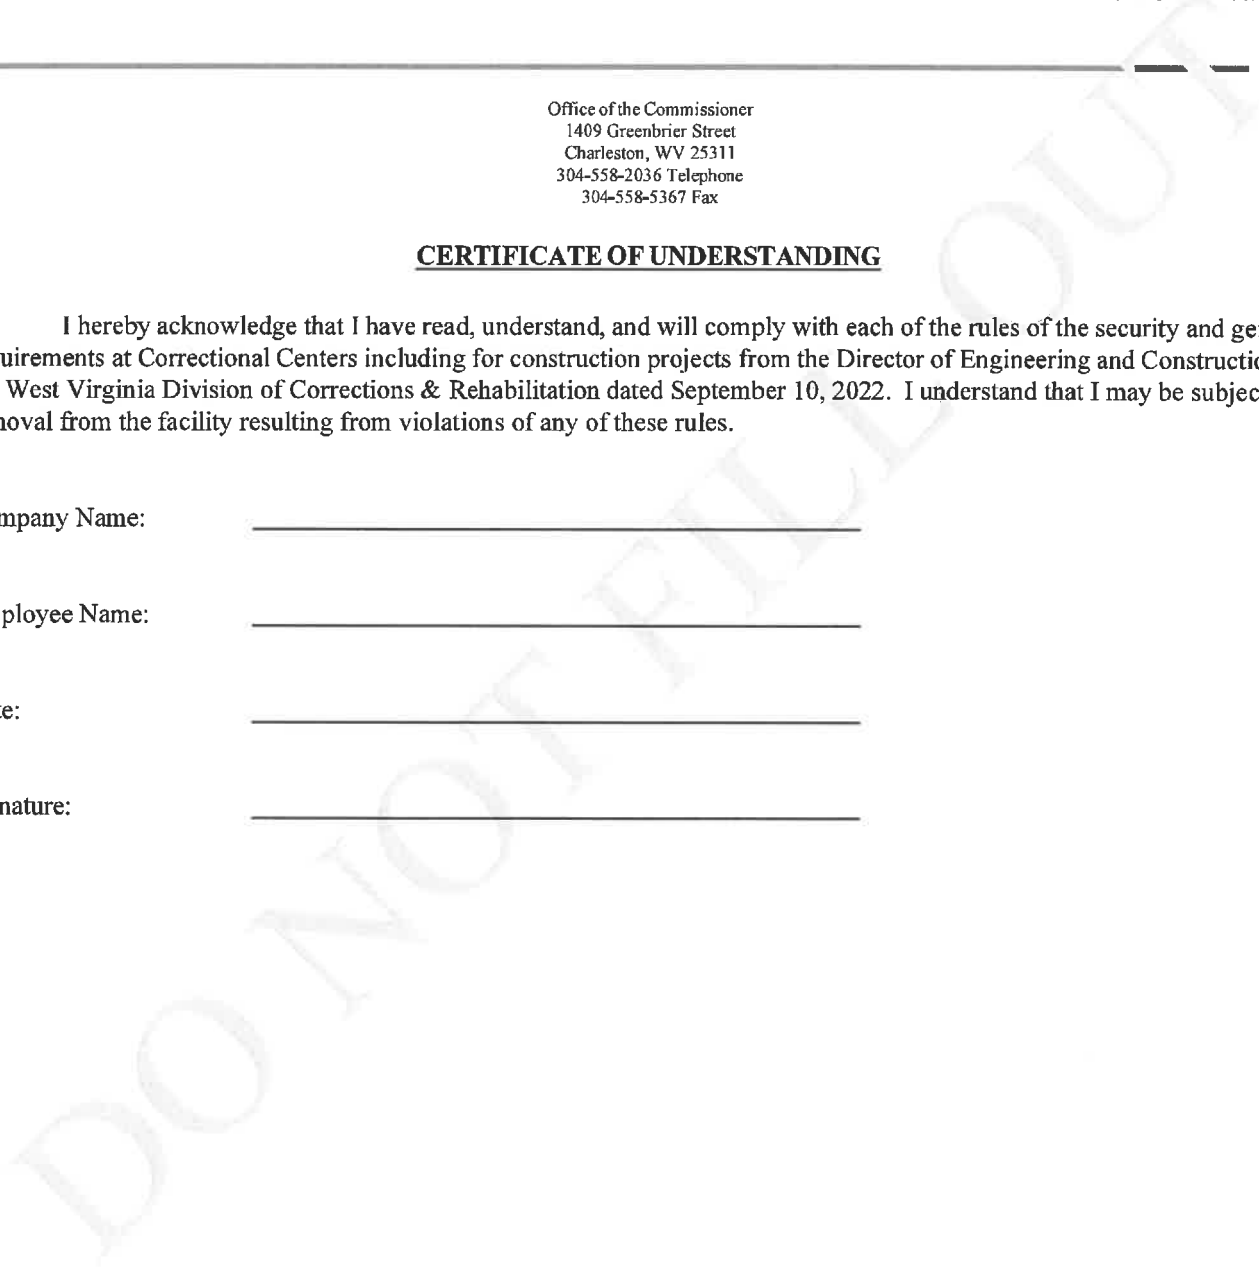 Office of the Commissioner
1409 Greenbrier Street
Charleston, WV 25311
304-558-2036 Telephone
304-558-5367 Fax
CERTIFICATE OF UNDERSTANDING
I hereby acknowledge that I have read, understand, and will comply with each of the rules of the security and ge
uirements at Correctional Centers including for construction projects from the Director of Engineering and Constructio
West Virginia Division of Corrections & Rehabilitation dated September 10, 2022. I understand that I may be subjec
oval from the facility resulting from violations of any of these rules.
mpany Name:
ployee Name:
e:
nature:
DO NOT FILL OUT